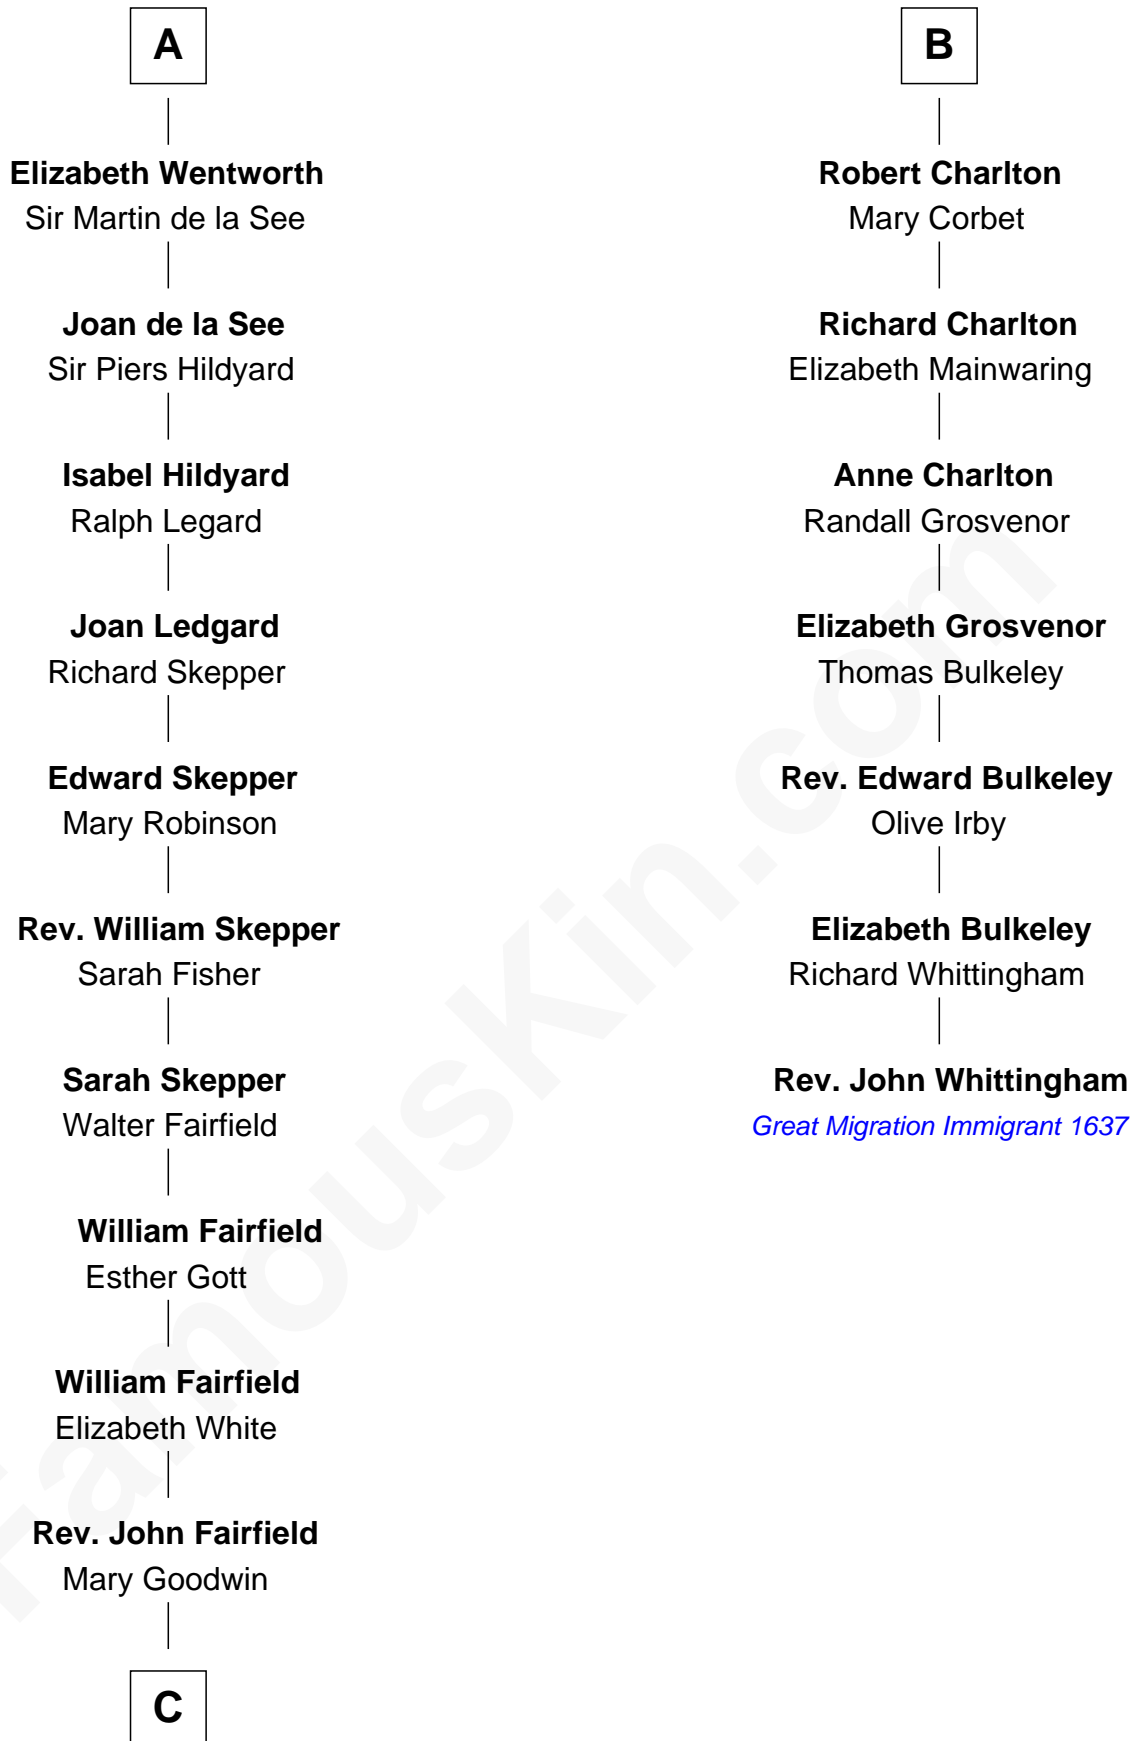 A
Elizabeth Wentworth
Sir Martin de la See
Joan de la See
Sir Piers Hildyard
Isabel Hildyard
Ralph Legard
Joan Ledgard
Richard Skepper
Edward Skepper
Mary Robinson
Rev. William Skepper
Sarah Fisher
Sarah Skepper
Walter Fairfield
William Fairfield
Esther Gott
William Fairfield
Elizabeth White
Rev. John Fairfield
Mary Goodwin
C
B
Robert Charlton
Mary Corbet
Richard Charlton
Elizabeth Mainwaring
Anne Charlton
Randall Grosvenor
Elizabeth Grosvenor
Thomas Bulkeley
Rev. Edward Bulkeley
Olive Irby
Elizabeth Bulkeley
Richard Whittingham
Rev. John Whittingham
Great Migration Immigrant 1637
FamousKin.com